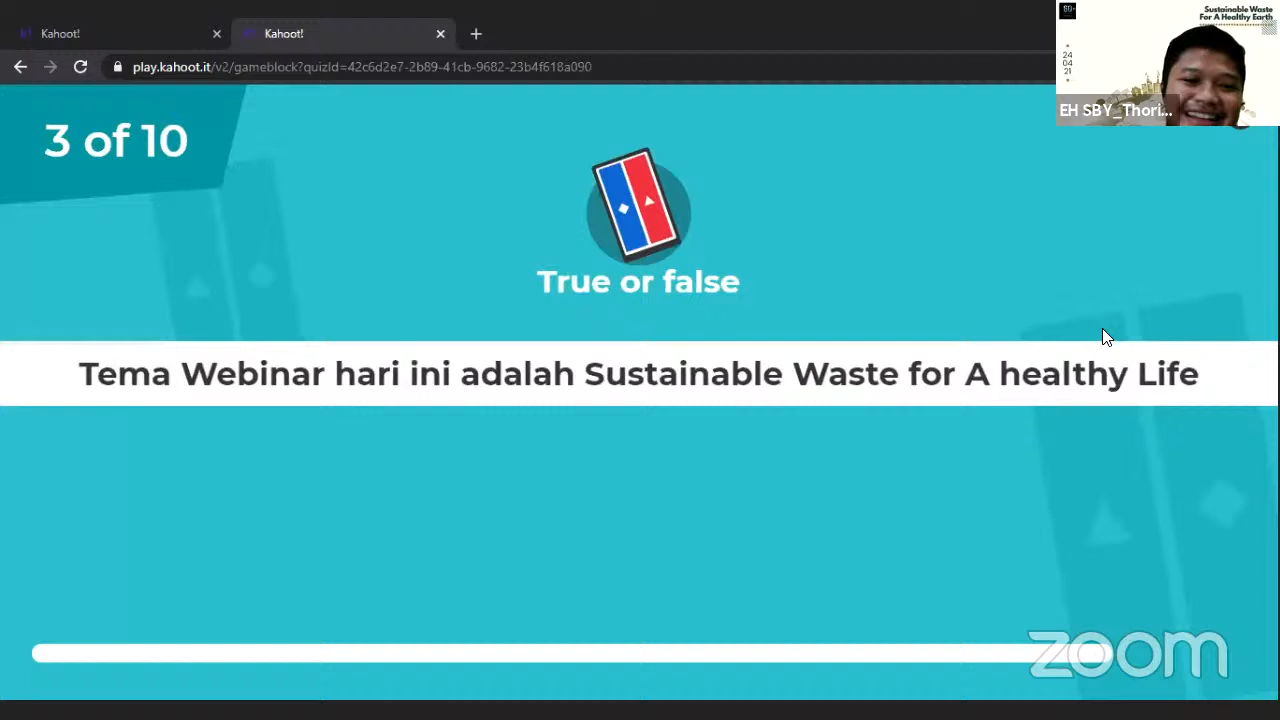 Kahoot!
Kahoot!
play.kahoot.it/v2/gameblock?quizId=42c5d2e7-2b89-41cb-9682-23b4f618a090
Sustainable Waste
For A Healthy Earth
24
04
21
EH SBY_Thori...
3 of 10
True or false
Tema Webinar hari ini adalah Sustainable Waste for A healthy Life
zoom